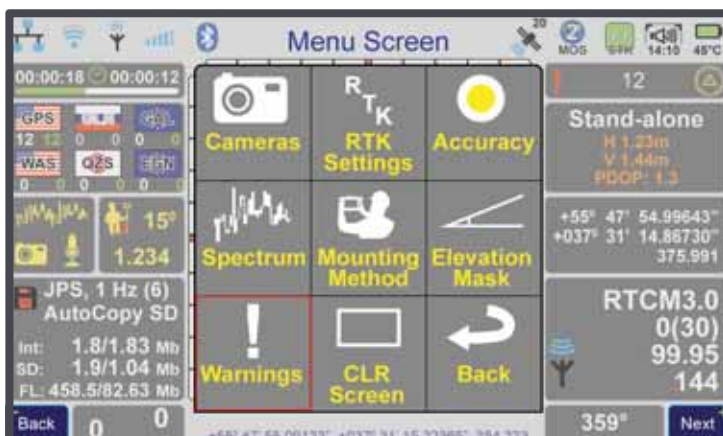 Menu Screen
20
MOS
14:10
45°C
00:00:18 00:00:12
12
GPS
12 12 0 0 0 0
WAS QZS
0 0 0 0 0 0
15°
1.234
JPS, 1 Hz (6)
AutoCopy SD
Int: 1.8/1.83 Mb
SD: 1.9/1.04 Mb
FL: 458.5/82.63 Mb
Back
0 0
Cameras
RTK
RTK
Settings
Accuracy
Spectrum
Mounting
Method
Elevation
Mask
!
Warnings
CLR
Screen
Back
Stand-alone
H 1.23m
V 1.44m
PDOP: 1.3
+55° 47' 54.99643"
+037° 31' 14.86730"
375.991
RTCM3.0
0(30)
99.95
144
359°
Next